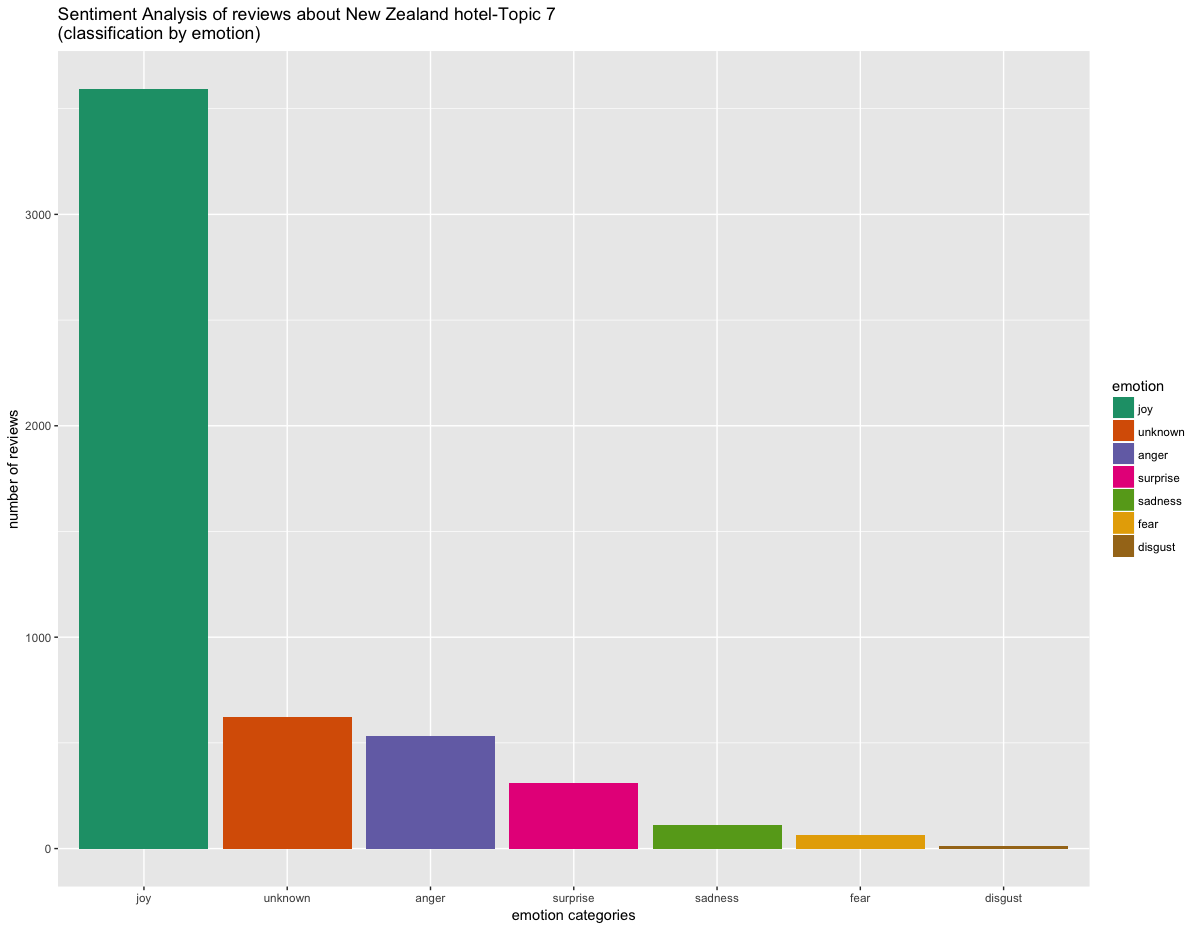 Sentiment Analysis of reviews about New Zealand hotel-Topic 7
(classification by emotion)
number of reviews
3000
2000
1000
0
joy
unknown
anger
surprise
sadness
fear
disgust
emotion categories
emotion
joy
unknown
anger
surprise
sadness
fear
disgust